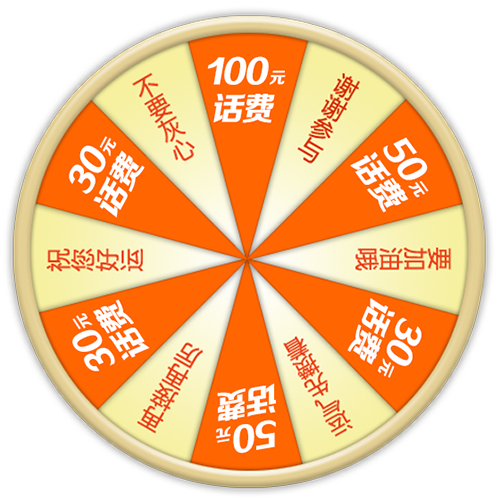 100元
话费
谢谢参与
50元
话费
要加油哦
30元
话费
运气先攒着
50元
话费
再接再厉
30元
话费
祝您好运
30元
话费
不要灰心